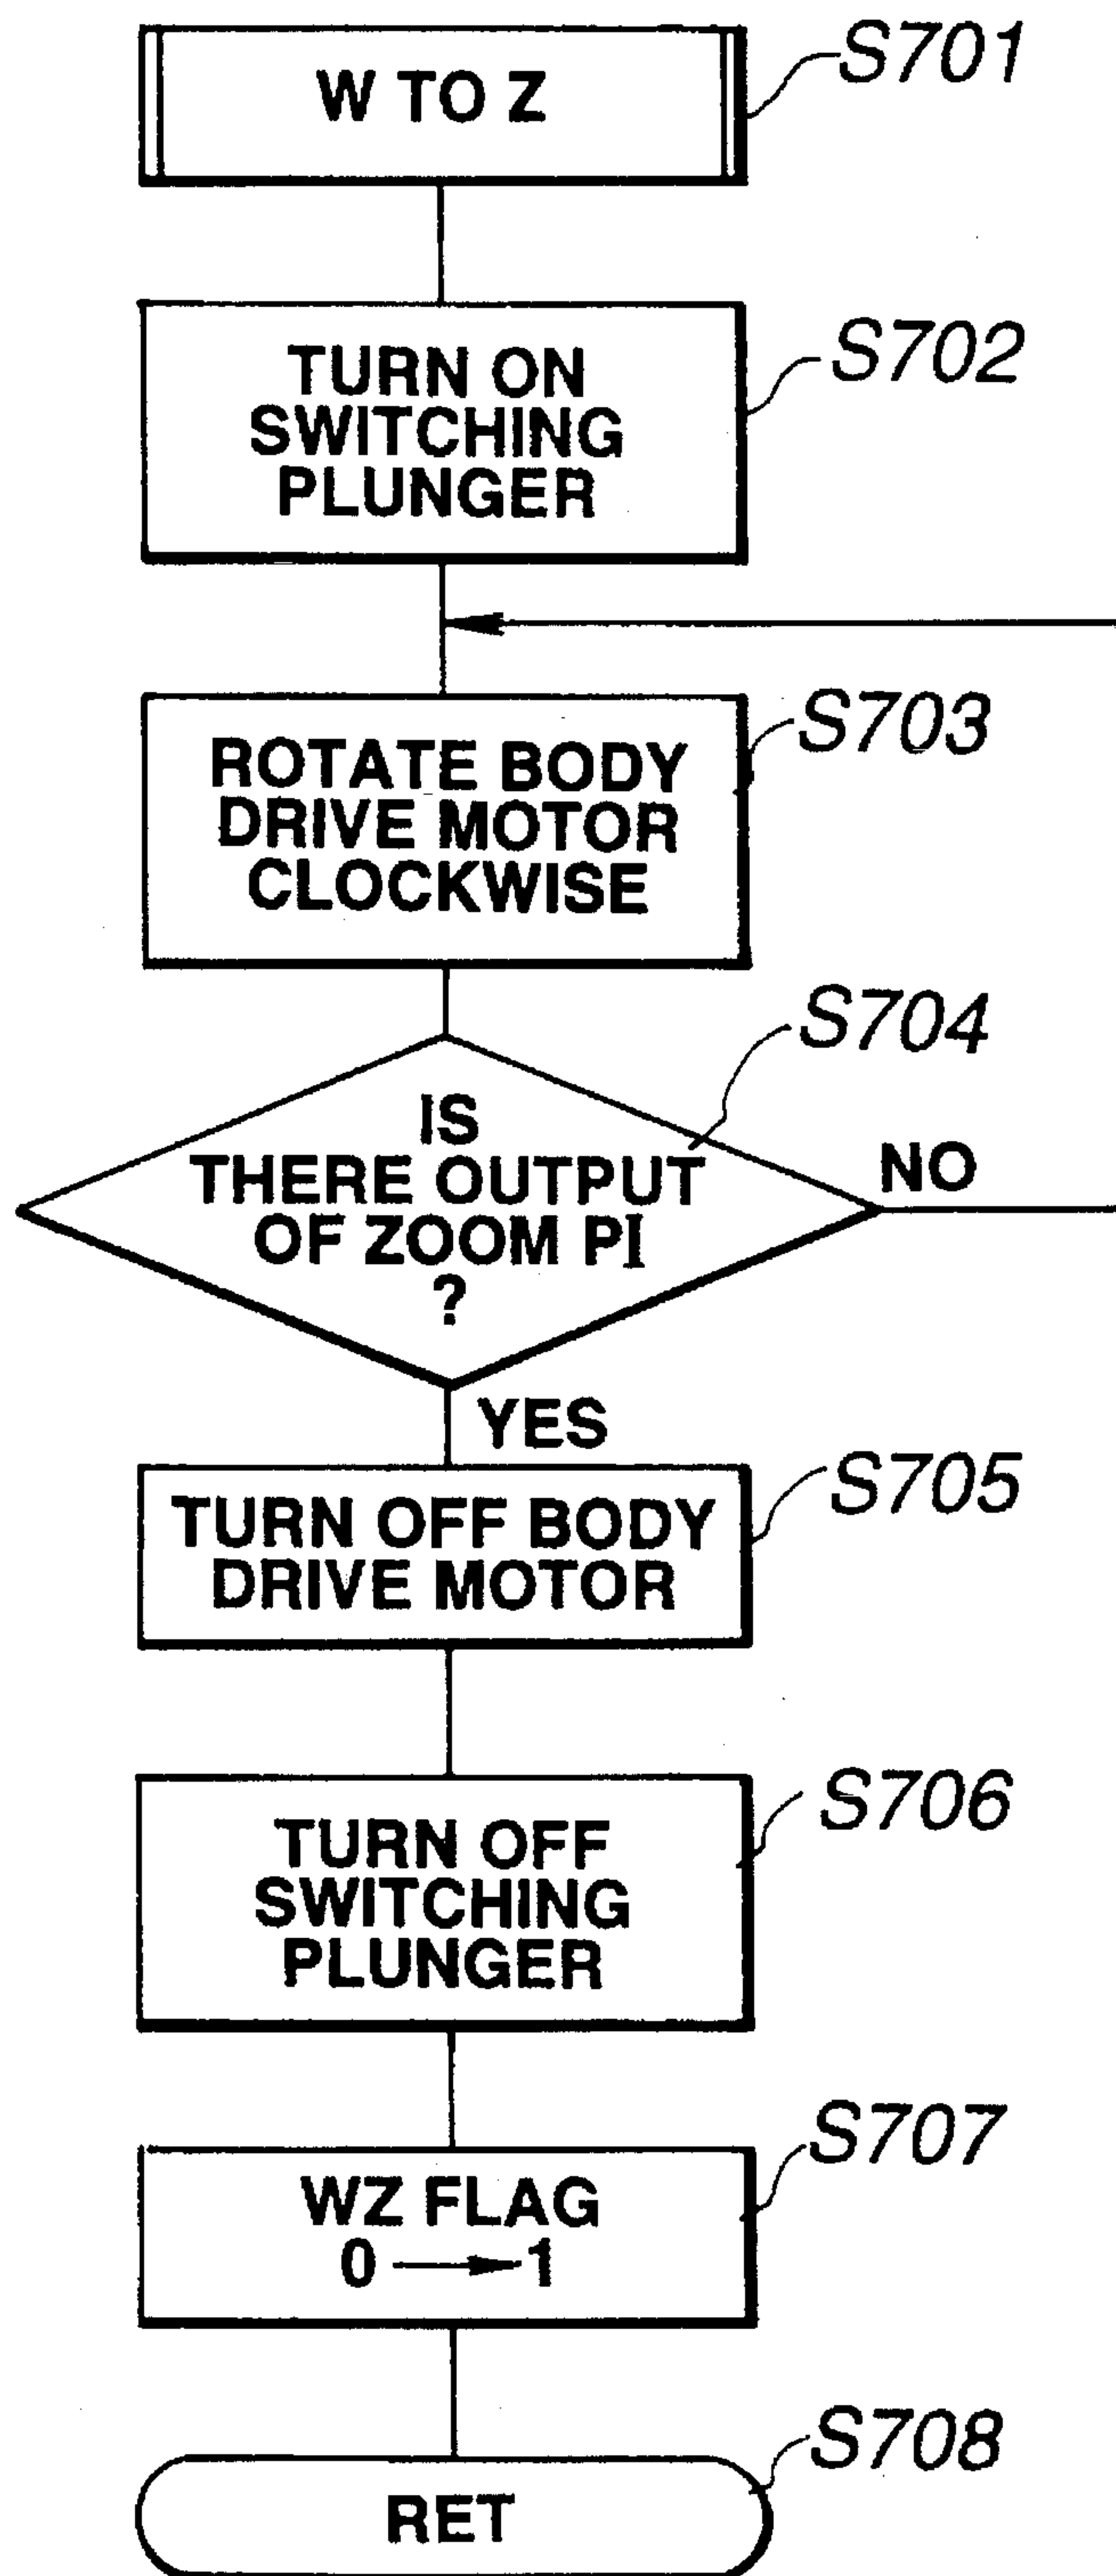 W TO Z
S701
TURN ON
SWITCHING
PLUNGER
S702
ROTATE BODY
DRIVE MOTOR
CLOCKWISE
S703
IS
THERE OUTPUT
OF ZOOM PI
?
S704
NO
YES
TURN OFF BODY
DRIVE MOTOR
S705
TURN OFF
SWITCHING
PLUNGER
S706
WZ FLAG
0 → 1
S707
RET
S708